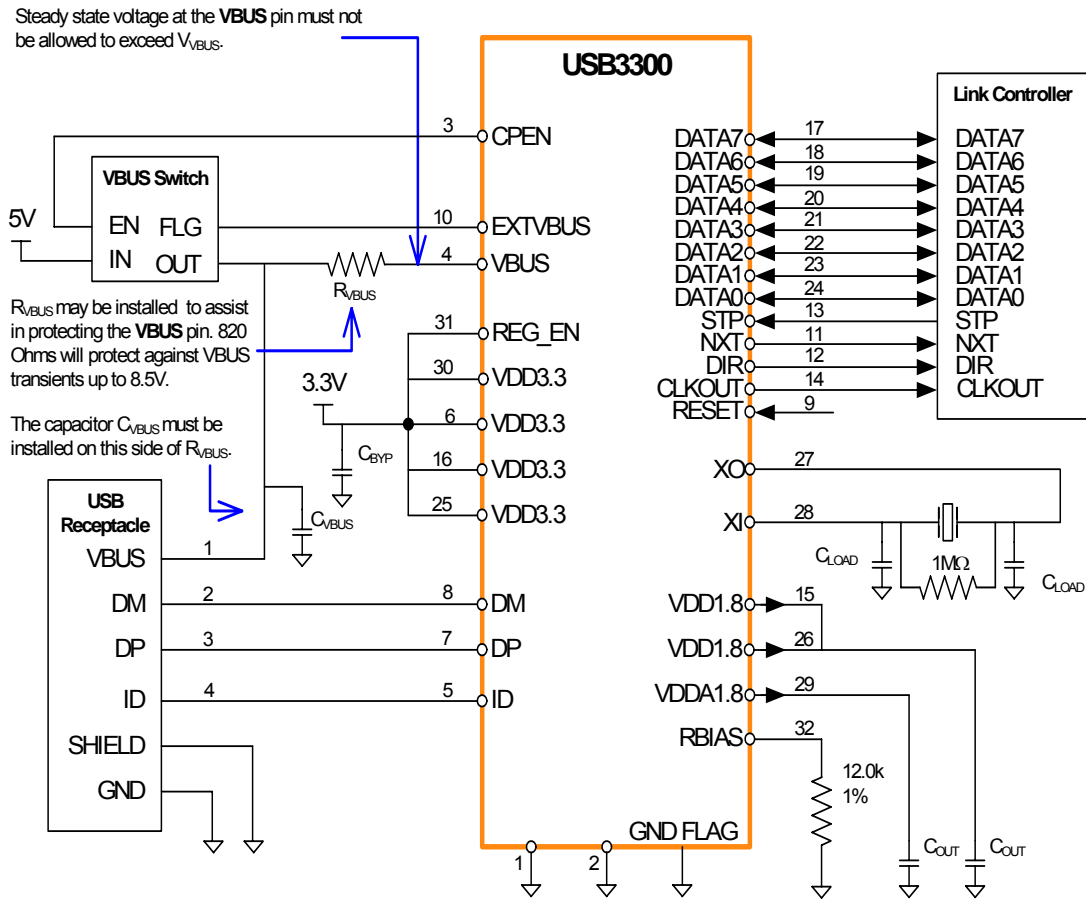 Steady state voltage at the VBUS pin must not
be allowed to exceed VVBUS.
USB3300
Link Controller
3
CPEN
VBUS Switch
5V
EN
FLG
IN
OUT
10
EXTVBUS
4
VBUS
RVBUS
RVBUS may be installed to assist
in protecting the VBUS pin. 820
Ohms will protect against VBUS
transients up to 8.5V.
31
REG_EN
30
VDD3.3
3.3V
6
VDD3.3
CBYP
16
VDD3.3
25
VDD3.3
The capacitor CVBUS must be
installed on this side of RVBUS.
CVBUS
USB
Receptacle
VBUS
1
DM
2
8
DM
DP
3
7
DP
ID
4
5
ID
SHIELD
GND
DATA7
17
DATA7
DATA6
18
DATA6
DATA5
19
DATA5
DATA4
20
DATA4
DATA3
21
DATA3
DATA2
22
DATA2
DATA1
23
DATA1
DATA0
24
DATA0
STP
13
STP
NXT
11
NXT
DIR
12
DIR
CLKOUT
14
CLKOUT
RESET
9
XO
27
XI
28
CLOAD
1MΩ
CLOAD
VDD1.8
15
VDD1.8
26
VDDA1.8
29
RBIAS
32
12.0k
1%
COUT
COUT
GND FLAG
1
2